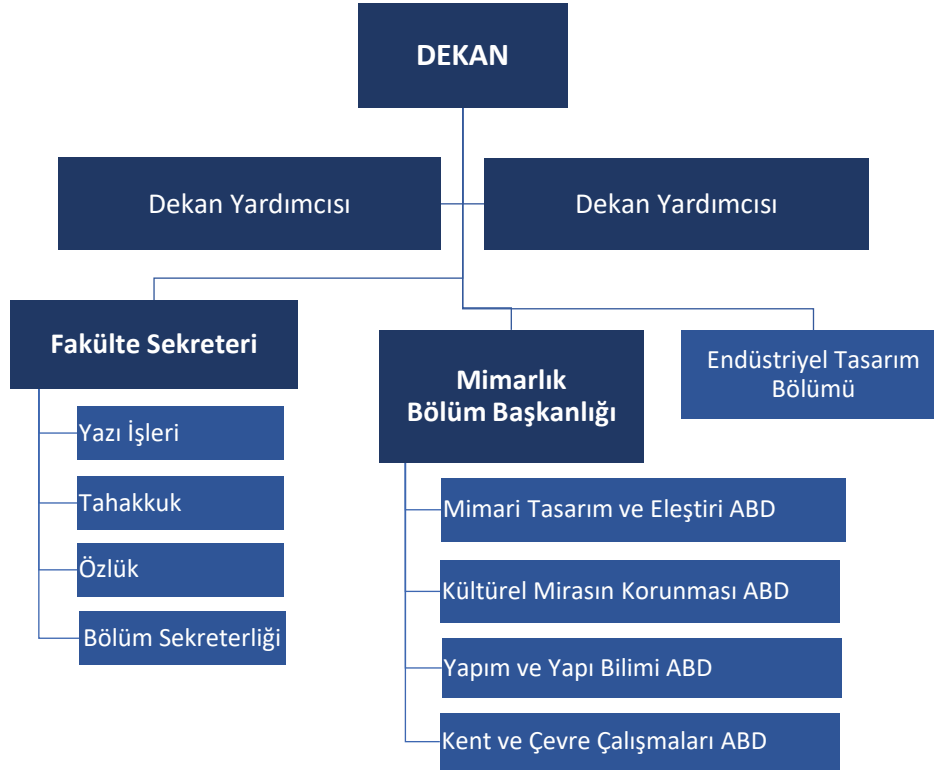 DEKAN
Dekan Yardımcısı
Dekan Yardımcısı
Fakülte Sekreteri
Yazı İşleri
Tahakkuk
Özlük
Bölüm Sekreterliği
Mimarlık
Bölüm Başkanlığı
Mimari Tasarım ve Eleştiri ABD
Kültürel Mirasın Korunması ABD
Yapım ve Yapı Bilimi ABD
Kent ve Çevre Çalışmaları ABD
Endüstriyel Tasarım
Bölümü